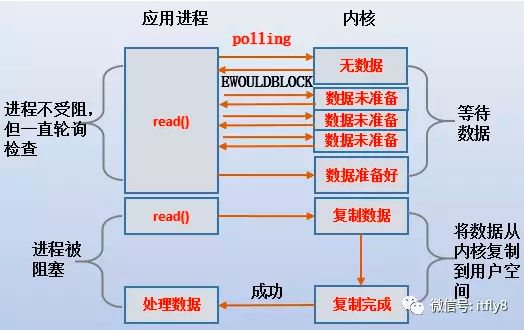 应用进程
内核
polling
无数据
EWOULDBLOCK
进程不受阻,
但一直轮询
检查
read()
数据未准备
数据未准备
数据未准备
等待
数据
数据准备好
read()
复制数据
进程被
阻塞
将数据从
内核复制
到用户空
间
处理数据
成功
复制完成
微信号: itfly8